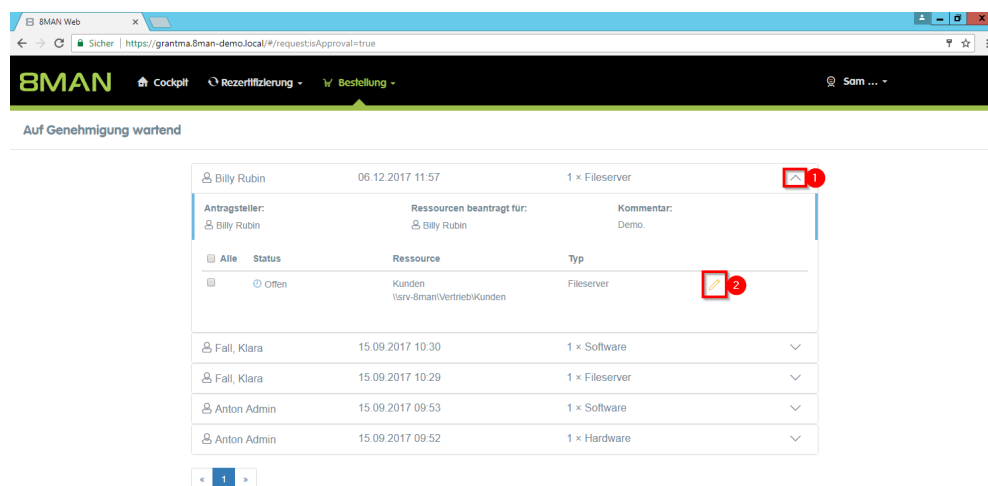 8MAN Web
Sicher | https://grantma.8man-demo.local/#/request;isApproval=true
8MAN Cockpit Rezertifizierung Bestellung Sam ...
Auf Genehmigung wartend
Billy Rubin 06.12.2017 11:57 1 × Fileserver 1
Antragsteller: Ressourcen beantragt für: Kommentar:
Billy Rubin Billy Rubin Demo.
Alle Status Ressource Typ
Offen Kunden Fileserver 2
\\srv-8man\Vertrieb\Kunden
Fall, Klara 15.09.2017 10:30 1 × Software
Fall, Klara 15.09.2017 10:29 1 × Fileserver
Anton Admin 15.09.2017 09:53 1 × Software
Anton Admin 15.09.2017 09:52 1 × Hardware
« 1 »